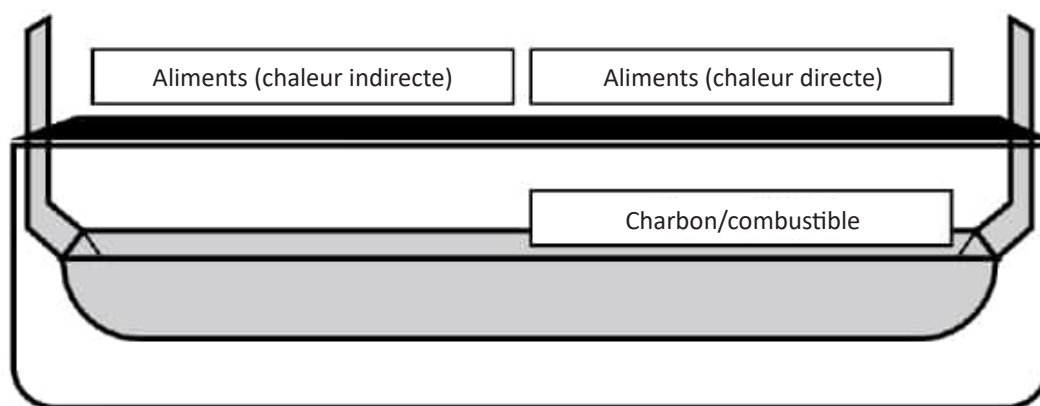 Aliments (chaleur indirecte)
Aliments (chaleur directe)
Charbon/combustible